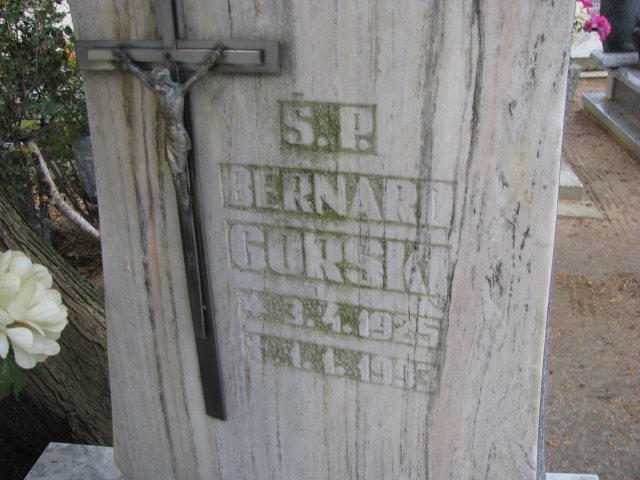 Ś.P.
BERNARD
GÓRSKI
* 3.4.1925
† 1.1.1993